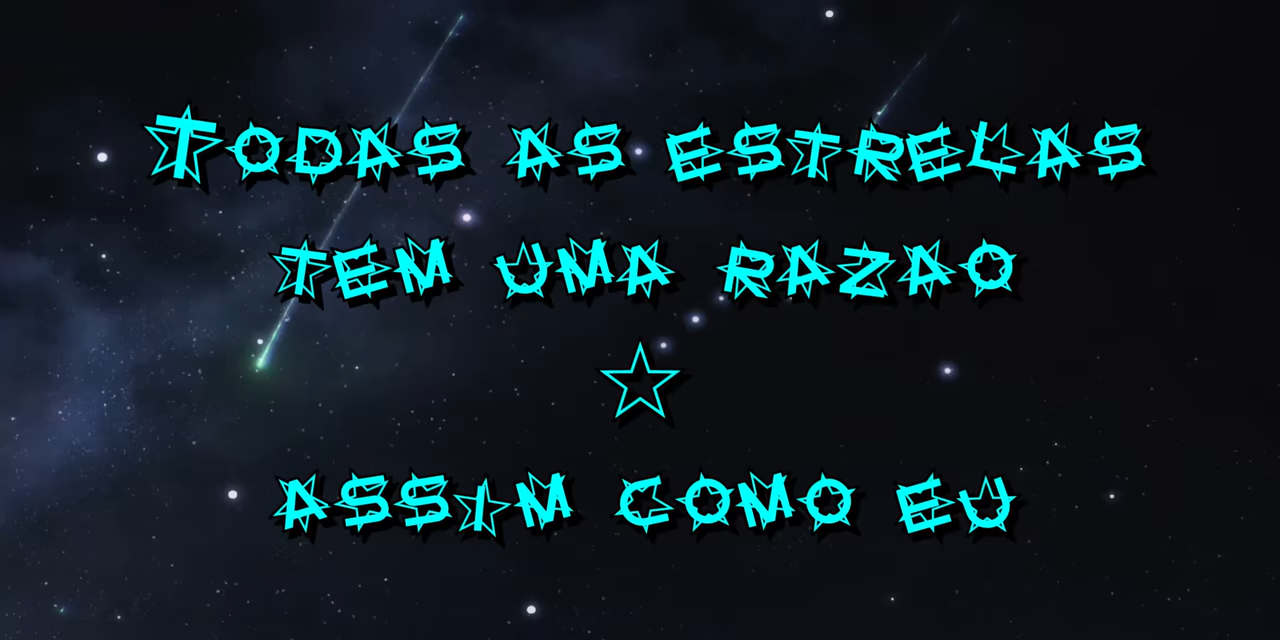 Todas as estrelas
tem uma razao
☆
assim como eu